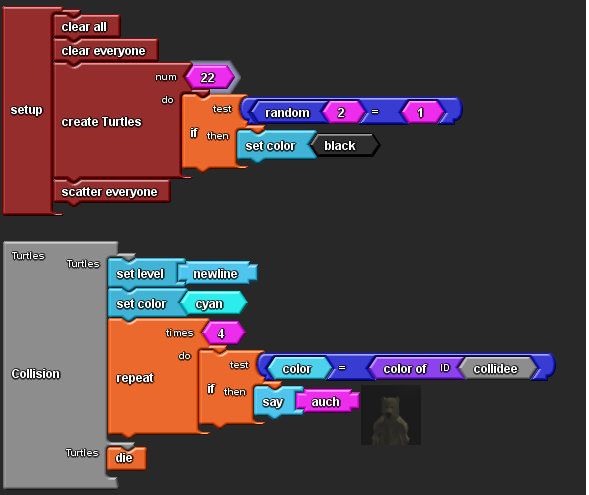 setup
clear all
clear everyone
create Turtles
num 22
do
if
test random 2 = 1
then set color black
scatter everyone
Turtles
Collision
Turtles
set level newline
set color cyan
repeat
times 4
do
if
test color = color of ID collidee
then say auch
Turtles
die